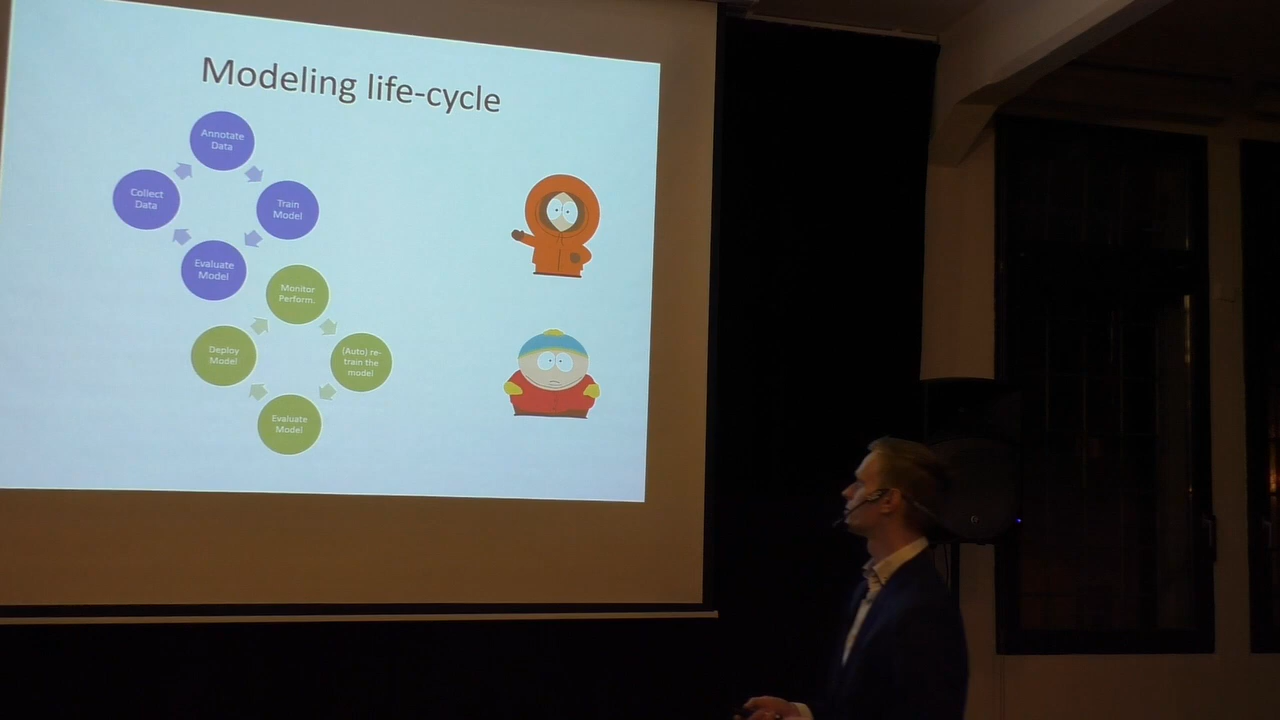 Modeling life-cycle
Annotate
Data
Collect
Data
Train
Model
Evaluate
Model
Monitor
Perform.
Deploy
Model
(Auto) re-
train the
model
Evaluate
Model